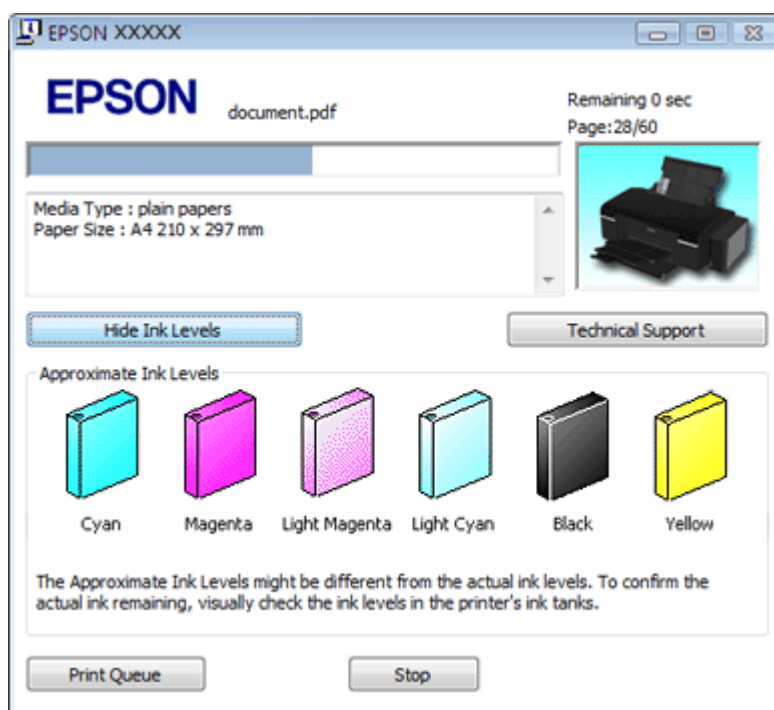 EPSON XXXXX
EPSON
document.pdf
Remaining 0 sec
Page:28/60
Media Type : plain papers
Paper Size : A4 210 x 297 mm
Hide Ink Levels
Technical Support
Approximate Ink Levels
Cyan
Magenta
Light Magenta
Light Cyan
Black
Yellow
The Approximate Ink Levels might be different from the actual ink levels. To confirm the
actual ink remaining, visually check the ink levels in the printer's ink tanks.
Print Queue
Stop